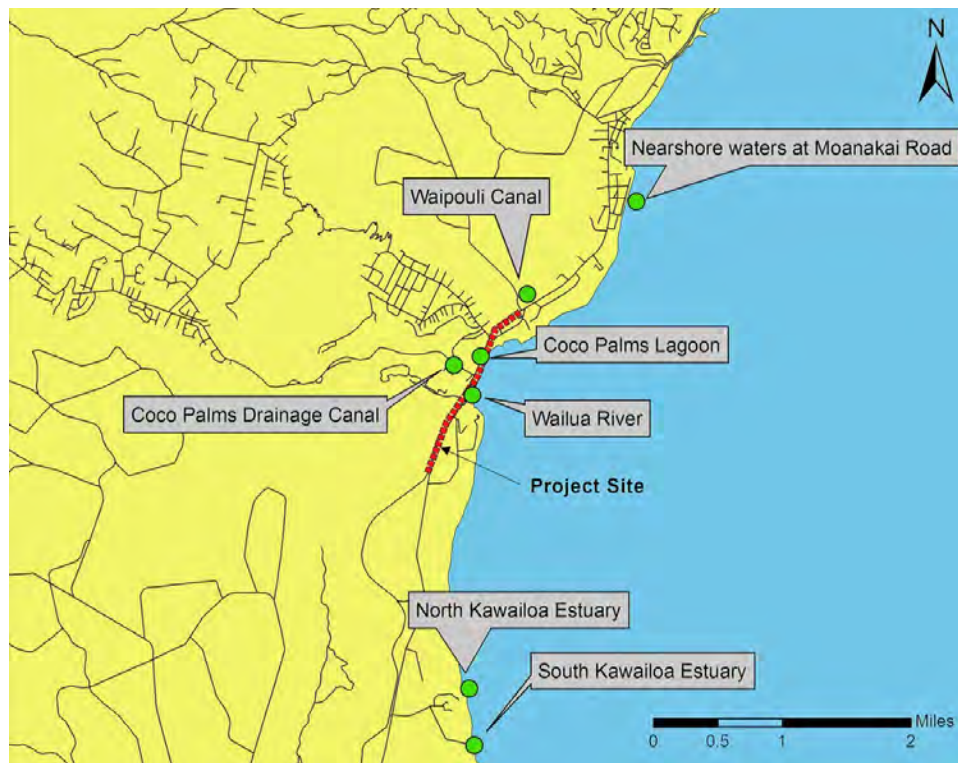 N
Nearshore waters at Moanakai Road
Waipouli Canal
Coco Palms Lagoon
Coco Palms Drainage Canal
Wailua River
Project Site
North Kawailoa Estuary
South Kawailoa Estuary
Miles
0 0.5 1 2